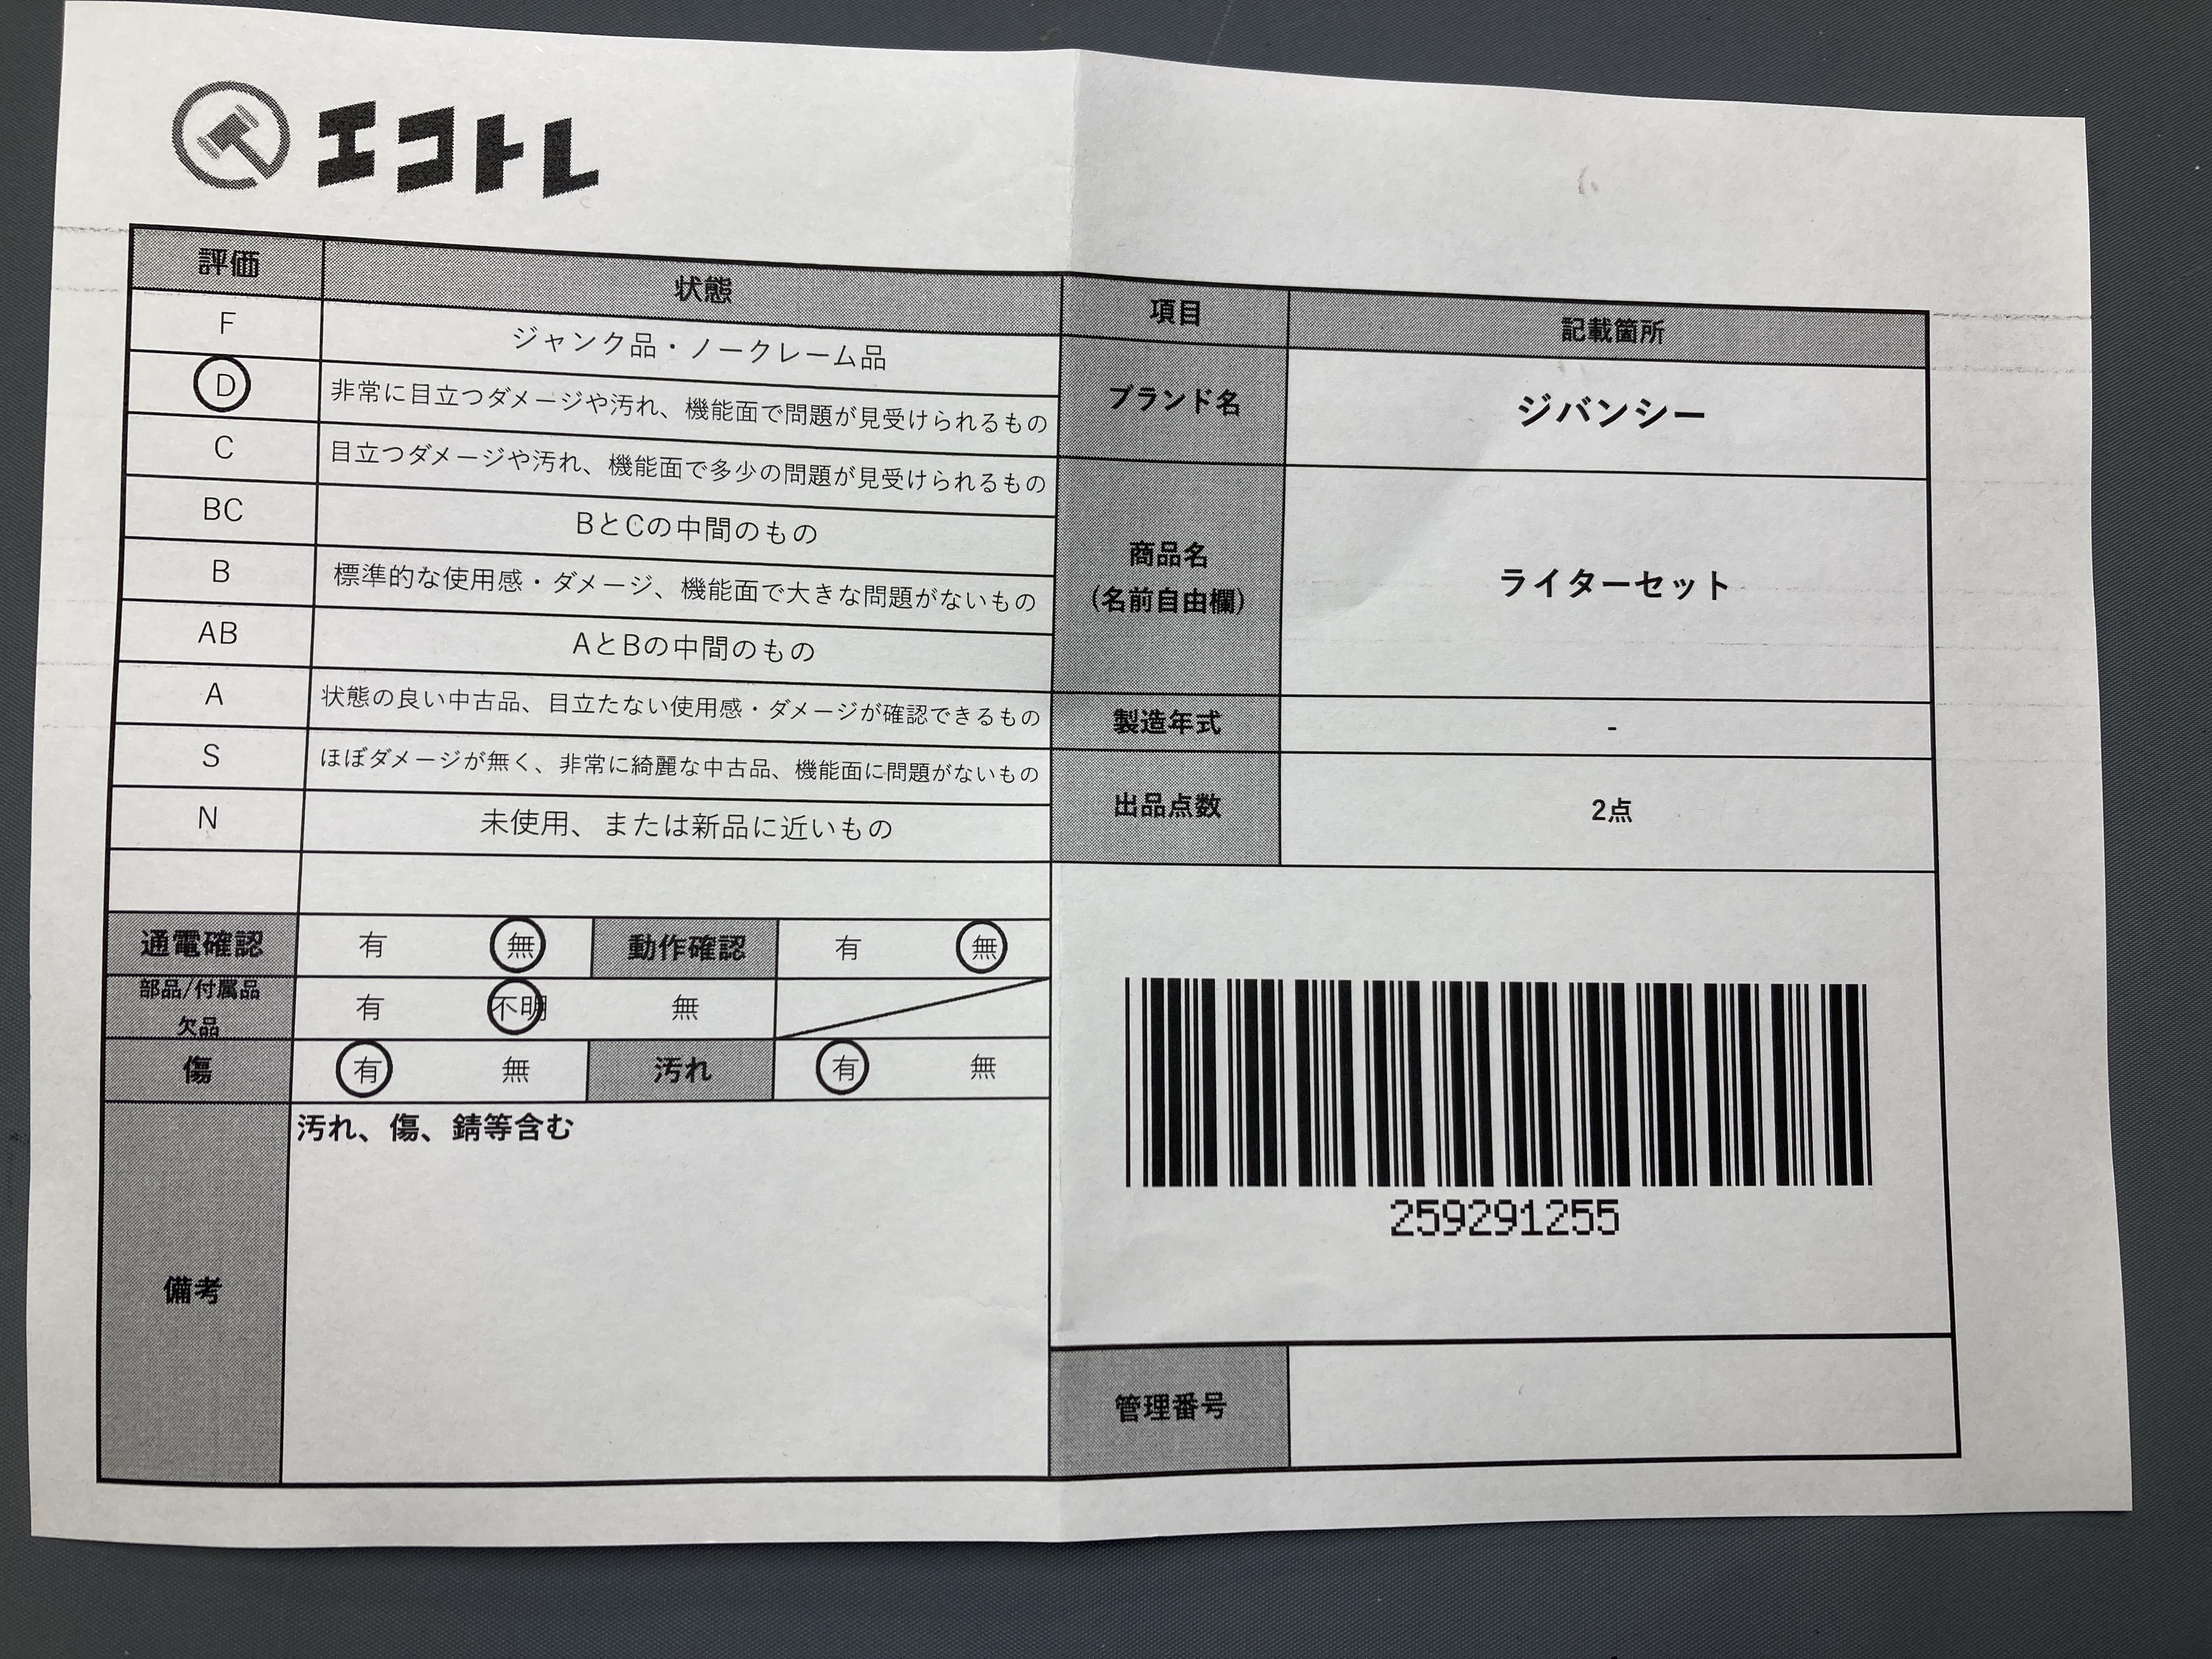 エコトレ
評価 状態
F ジャンク品・ノークレーム品
D 非常に目立つダメージや汚れ、機能面で問題が見受けられるもの
C 目立つダメージや汚れ、機能面で多少の問題が見受けられるもの
BC BとCの中間のもの
B 標準的な使用感・ダメージ、機能面で大きな問題がないもの
AB AとBの中間のもの
A 状態の良い中古品、目立たない使用感・ダメージが確認できるもの
S ほぼダメージが無く、非常に綺麗な中古品、機能面に問題がないもの
N 未使用、または新品に近いもの
通電確認 有 無 動作確認 有 無
部品/付属品
欠品 有 不明 無
傷 有 無 汚れ 有 無
備考 汚れ、傷、錆等含む
項目 記載箇所
ブランド名 ジバンシー
商品名
(名前自由欄) ライターセット
製造年式 -
出品点数 2点
259291255
管理番号